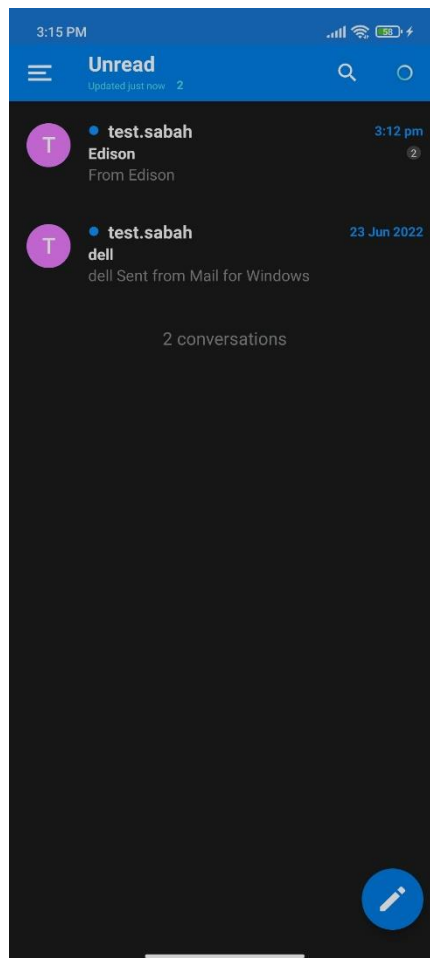 3:15 PM 58
Unread
Updated just now 2
T
test.sabah 3:12 pm
Edison 2
From Edison
T
test.sabah 23 Jun 2022
dell
dell Sent from Mail for Windows
2 conversations